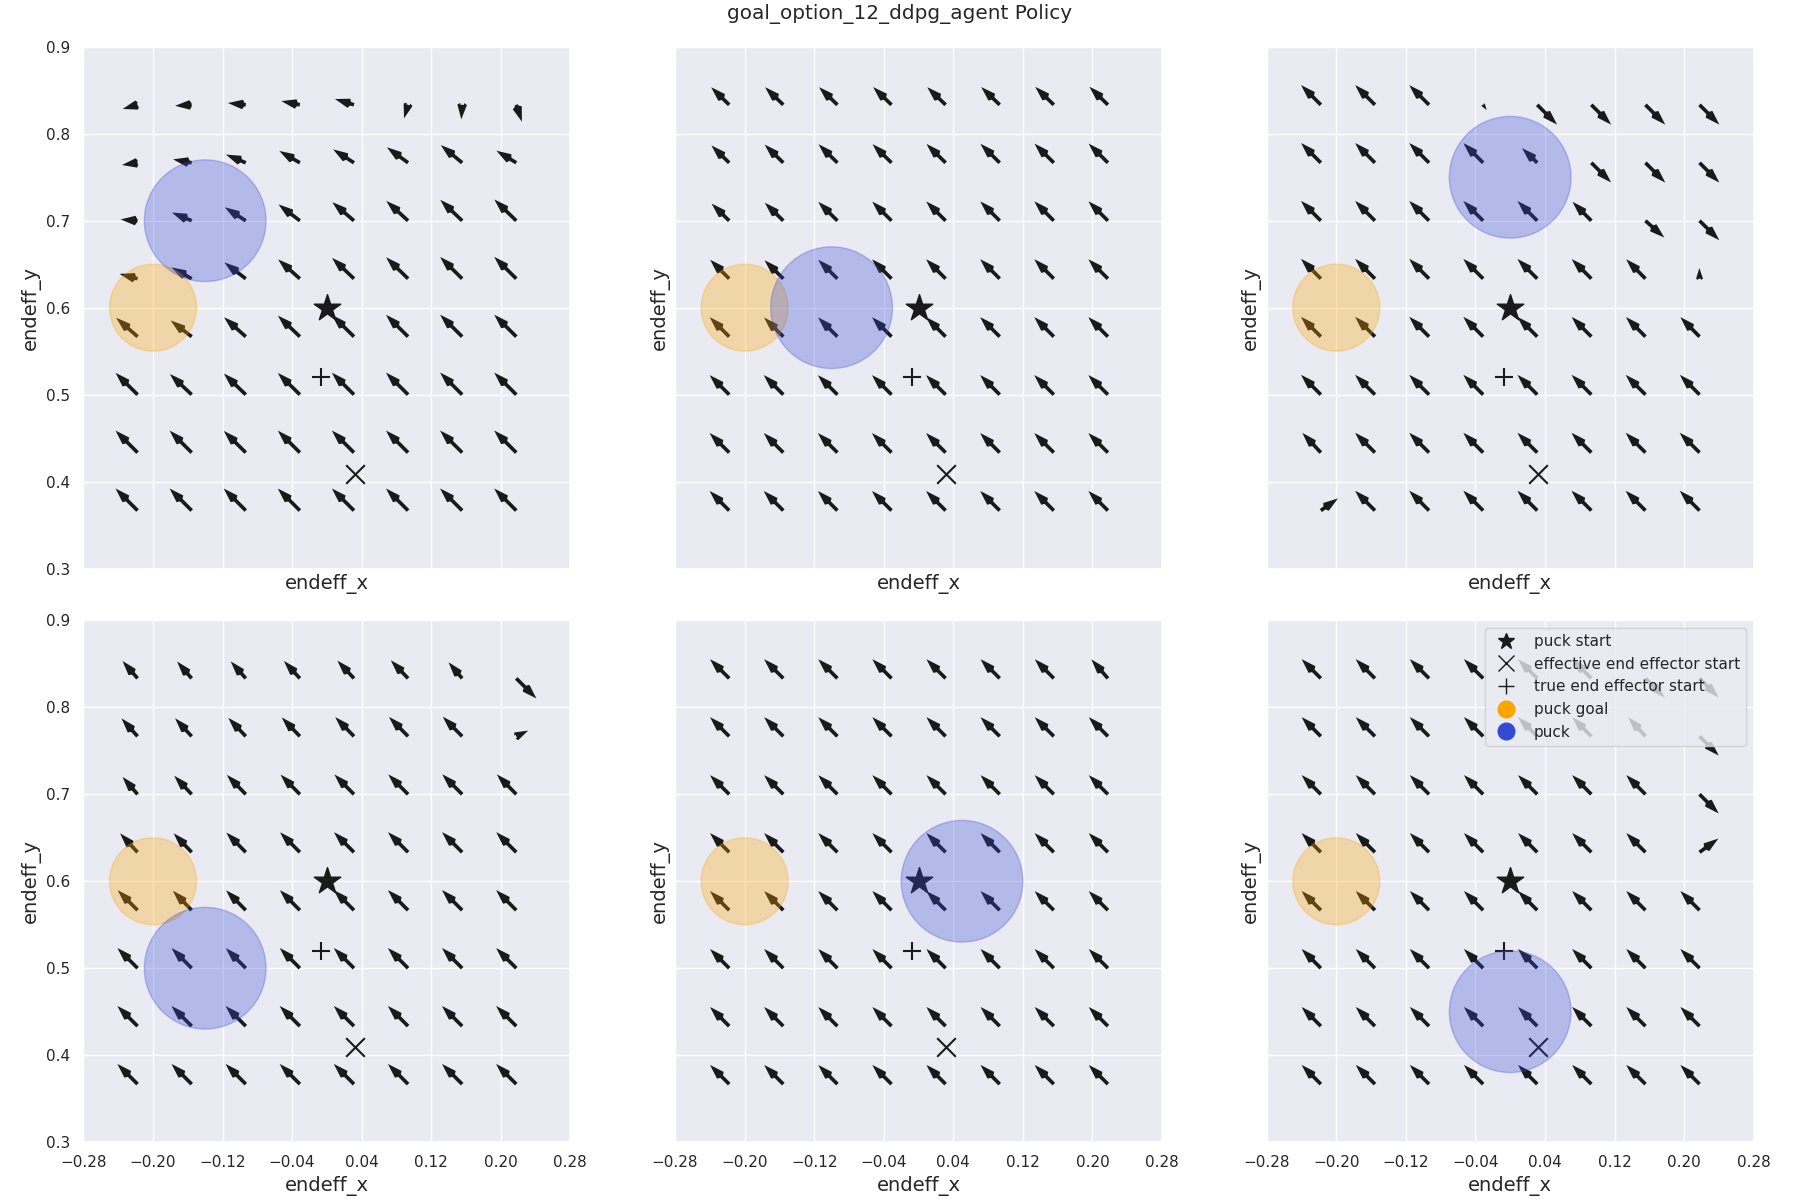 goal_option_12_ddpg_agent Policy
0.9
0.8
0.7
0.6
0.5
0.4
0.3
endeff_y
endeff_x
endeff_y
endeff_x
endeff_y
endeff_x
0.9
0.8
0.7
0.6
0.5
0.4
0.3
endeff_y
−0.28 −0.20 −0.12 −0.04 0.04 0.12 0.20 0.28
endeff_x
endeff_y
−0.28 −0.20 −0.12 −0.04 0.04 0.12 0.20 0.28
endeff_x
puck start
effective end effector start
true end effector start
puck goal
puck
endeff_y
−0.28 −0.20 −0.12 −0.04 0.04 0.12 0.20 0.28
endeff_x